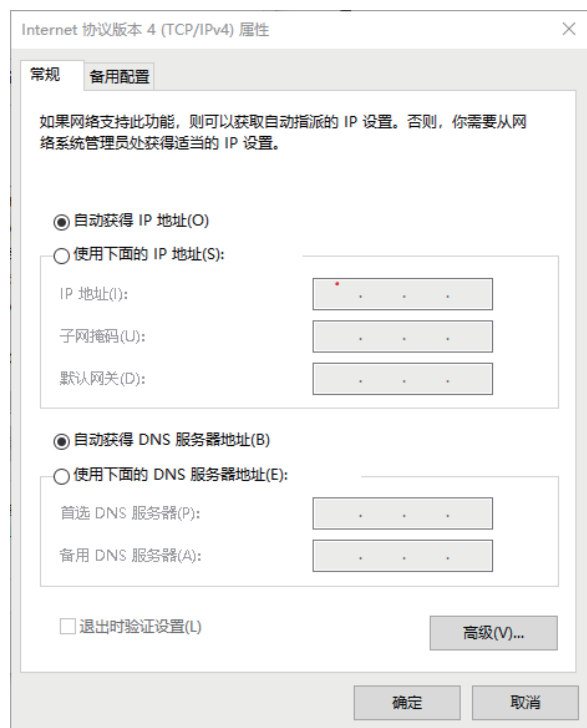 Internet 协议版本 4 (TCP/IPv4) 属性
常规
备用配置
如果网络支持此功能，则可以获取自动指派的 IP 设置。否则，你需要从网
络系统管理员处获得适当的 IP 设置。
自动获得 IP 地址(O)
使用下面的 IP 地址(S):
IP 地址(I):
子网掩码(U):
默认网关(D):
自动获得 DNS 服务器地址(B)
使用下面的 DNS 服务器地址(E):
首选 DNS 服务器(P):
备用 DNS 服务器(A):
退出时验证设置(L)
高级(V)...
确定
取消